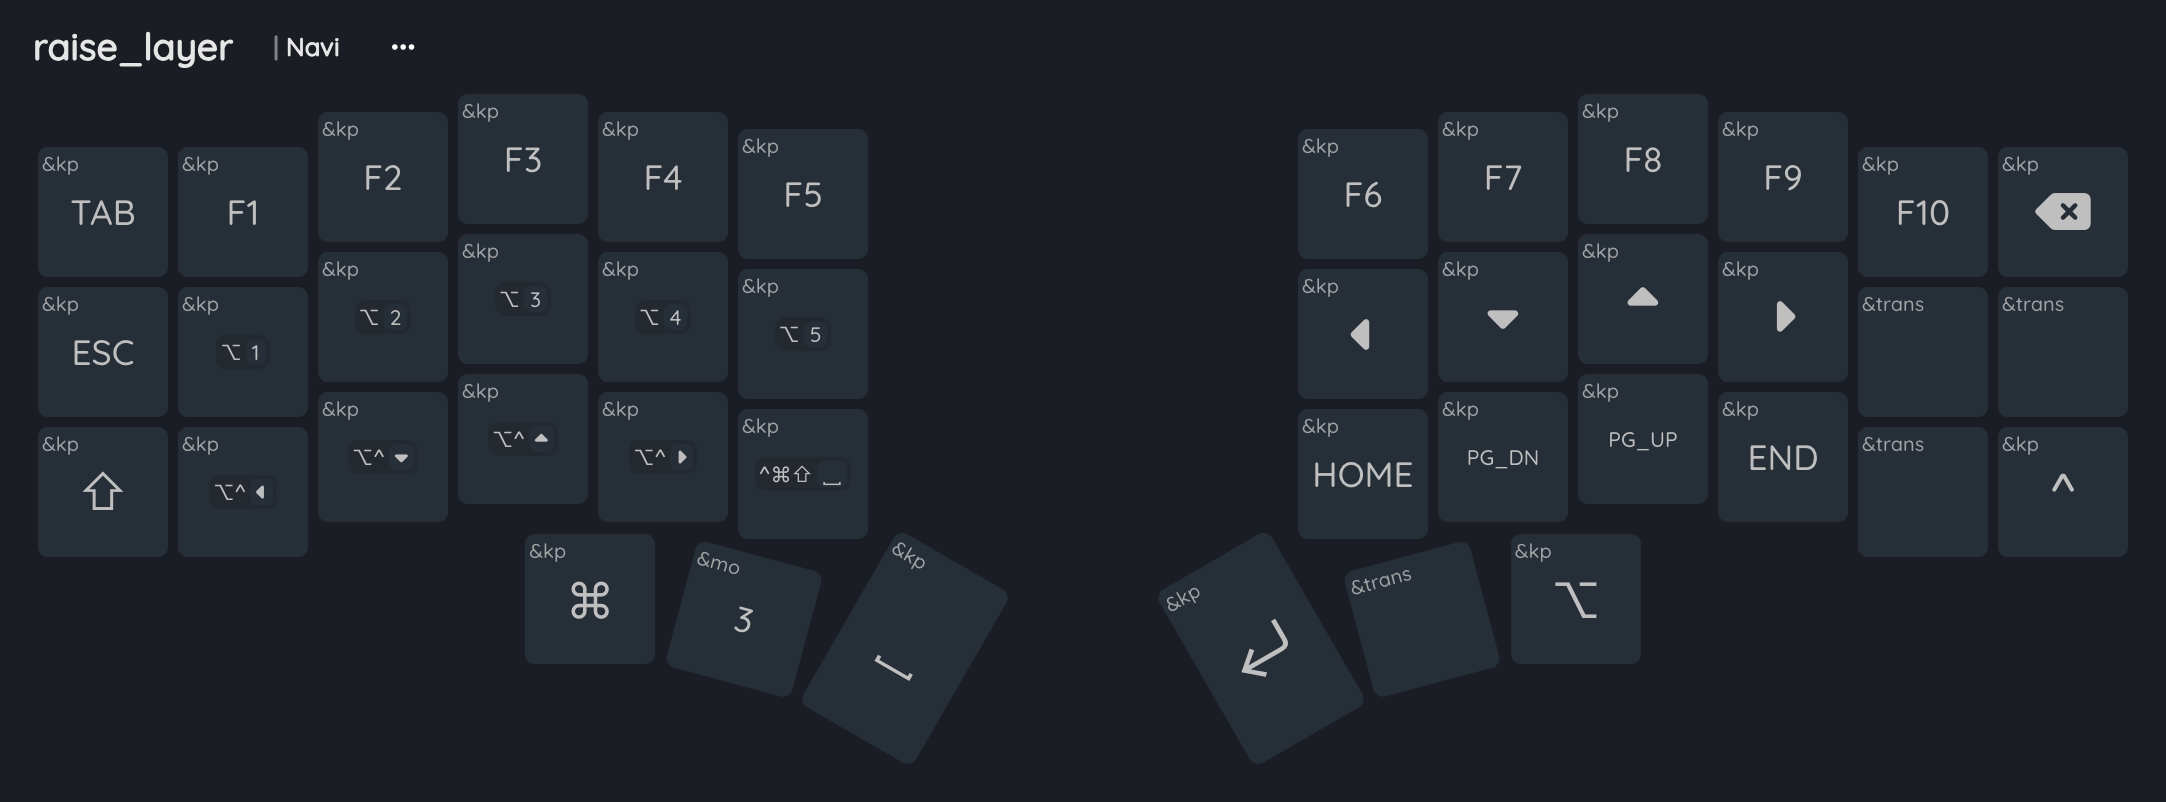 raise_layer | Navi •••
&kp TAB &kp F1 &kp F2 &kp F3 &kp F4 &kp F5 &kp F6 &kp F7 &kp F8 &kp F9 &kp F10 &kp ⌫
&kp ESC &kp ⌥ 1 &kp ⌥ 2 &kp ⌥ 3 &kp ⌥ 4 &kp ⌥ 5 &kp ◀ &kp ▼ &kp ▲ &kp ▶ &trans &trans
&kp ⇧ &kp ⌥^ ◀ &kp ⌥^ ▼ &kp ⌥^ ▲ &kp ⌥^ ▶ &kp ^⌘⇧ ⎵ &kp HOME &kp PG_DN &kp PG_UP &kp END &trans &kp ^
&kp ⌘ &mo 3 &kp ⎵ &kp ↵ &trans &kp ⌥